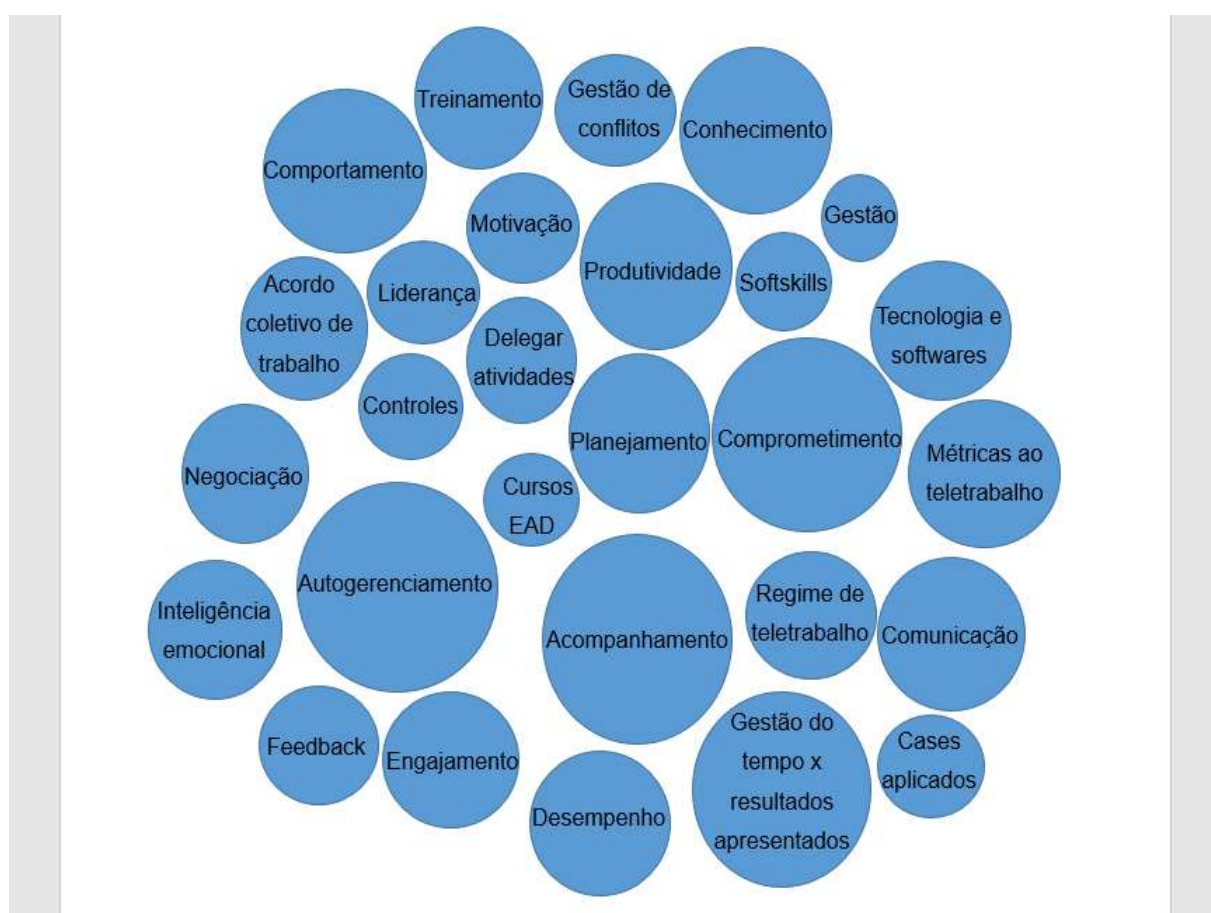 Treinamento
Gestão de
conflitos
Conhecimento
Comportamento
Gestão
Motivação
Produtividade
Softskills
Acordo
coletivo de
trabalho
Liderança
Delegar
atividades
Tecnologia e
softwares
Controles
Planejamento
Comprometimento
Métricas ao
teletrabalho
Negociação
Cursos
EAD
Autogerenciamento
Acompanhamento
Regime de
teletrabalho
Comunicação
Inteligência
emocional
Feedback
Engajamento
Desempenho
Gestão do
tempo x
resultados
apresentados
Cases
aplicados